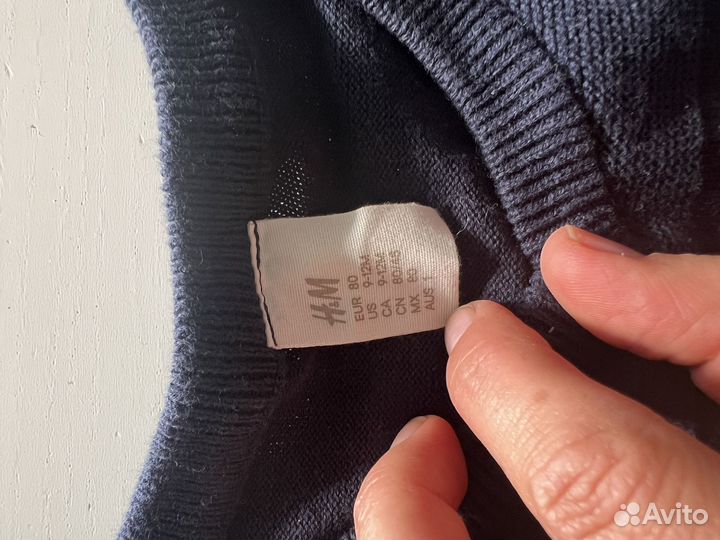 H&M
EUR 80
US 9-12M
CA 9-12M
CN 80/48
MX 80
AUS 1
Avito